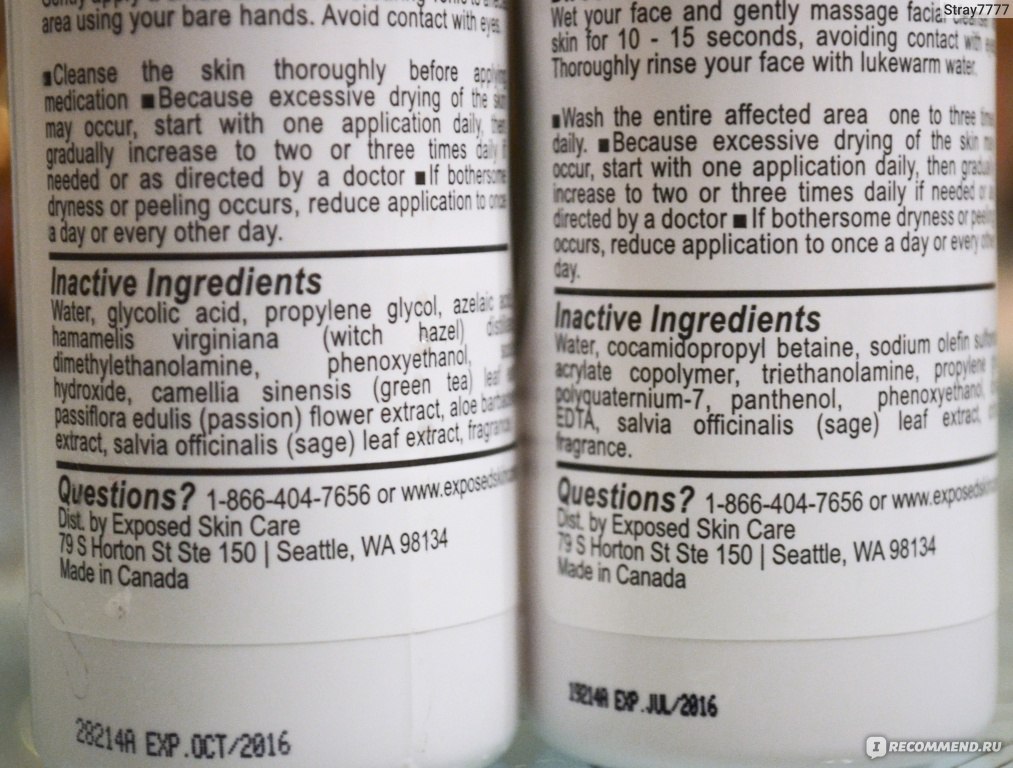 area using your bare hands. Avoid contact with eyes.
■Cleanse the skin thoroughly before
medication ■Because excessive drying of the
may occur, start with one application daily,
gradually increase to two or three times daily
needed or as directed by a doctor ■If bothersome
dryness or peeling occurs, reduce application to once
a day or every other day.
Inactive Ingredients
Water, glycolic acid, propylene glycol, azelaic
hamamelis virginiana (witch hazel)
dimethylethanolamine, phenoxyethanol,
hydroxide, camellia sinensis (green tea) leaf
passiflora edulis (passion) flower extract, aloe
extract, salvia officinalis (sage) leaf extract,
Questions? 1-866-404-7656 or
Dist. by Exposed Skin Care
79 S Horton St Ste 150 | Seattle, WA 98134
Made in Canada
28214A EXP.OCT/2016
Wet your face and gently massage facial
skin for 10 - 15 seconds, avoiding contact with
Thoroughly rinse your face with lukewarm water.
■Wash the entire affected area one to three
daily. ■Because excessive drying of the skin
occur, start with one application daily, then
increase to two or three times daily if needed or
directed by a doctor ■ If bothersome dryness or
occurs, reduce application to once a day or every
day.
Inactive Ingredients
Water, cocamidopropyl betaine, sodium olefin
acrylate copolymer, triethanolamine, propylene
polyquaternium-7, panthenol, phenoxyethanol,
EDTA, salvia officinalis (sage) leaf extract,
fragrance.
Questions? 1-866-404-7656 or
Dist. by Exposed Skin Care
79 S Horton St Ste 150 | Seattle, WA 98134
Made in Canada
19214A EXP.JUL/2016
Stray7777
IRECOMMEND.RU